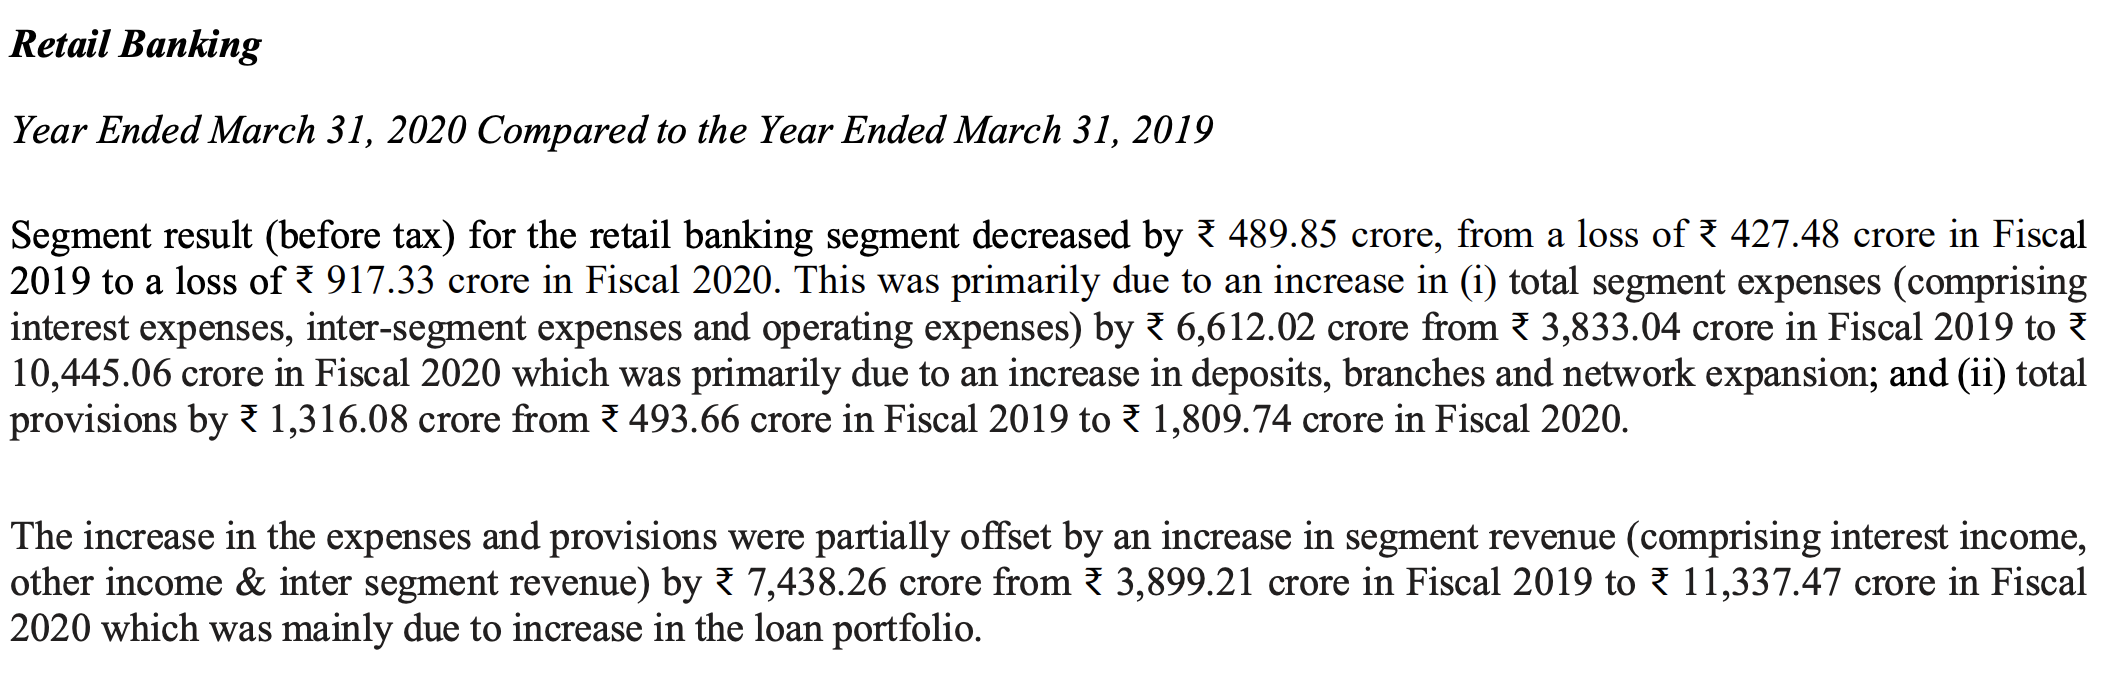 Retail Banking
Year Ended March 31, 2020 Compared to the Year Ended March 31, 2019
Segment result (before tax) for the retail banking segment decreased by ₹ 489.85 crore, from a loss of ₹ 427.48 crore in Fiscal
2019 to a loss of ₹ 917.33 crore in Fiscal 2020. This was primarily due to an increase in (i) total segment expenses (comprising
interest expenses, inter-segment expenses and operating expenses) by ₹ 6,612.02 crore from ₹ 3,833.04 crore in Fiscal 2019 to ₹
10,445.06 crore in Fiscal 2020 which was primarily due to an increase in deposits, branches and network expansion; and (ii) total
provisions by ₹ 1,316.08 crore from ₹ 493.66 crore in Fiscal 2019 to ₹ 1,809.74 crore in Fiscal 2020.
The increase in the expenses and provisions were partially offset by an increase in segment revenue (comprising interest income,
other income & inter segment revenue) by ₹ 7,438.26 crore from ₹ 3,899.21 crore in Fiscal 2019 to ₹ 11,337.47 crore in Fiscal
2020 which was mainly due to increase in the loan portfolio.